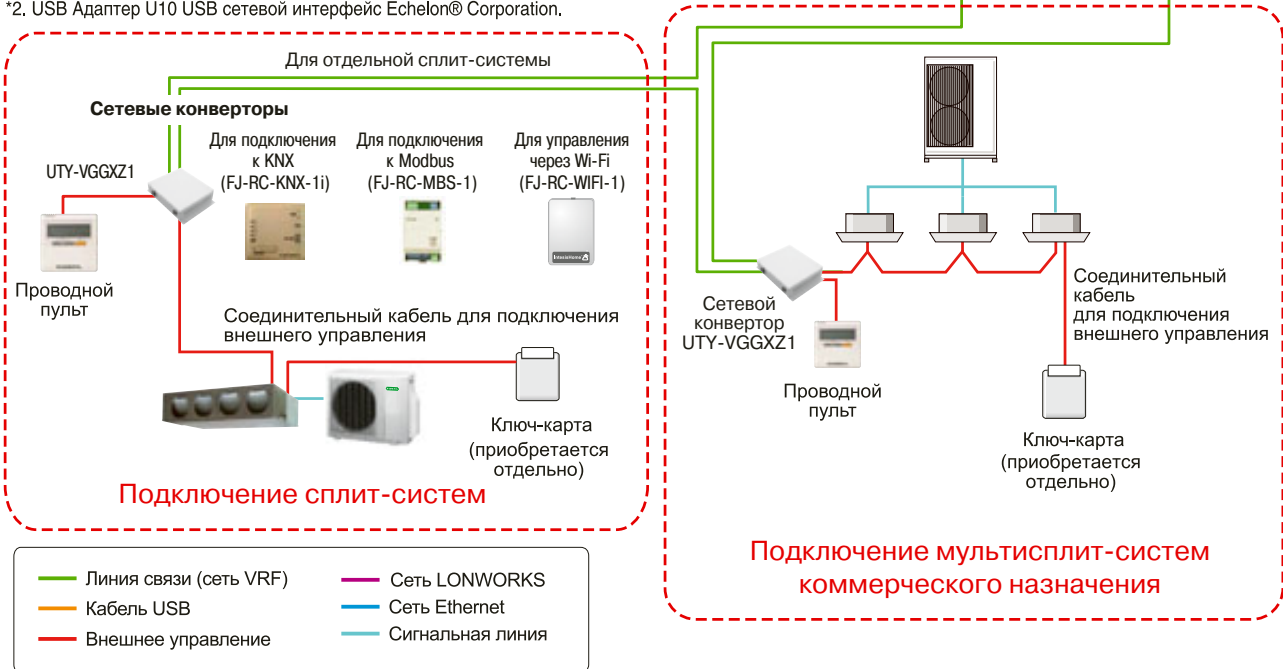 *2. USB Адаптер U10 USB сетевой интерфейс Echelon® Corporation.
Для отдельной сплит-системы
Сетевые конверторы
UTY-VGGXZ1
Для подключения
к KNX
(FJ-RC-KNX-1i)
Для подключения
к Modbus
(FJ-RC-MBS-1)
Для управления
через Wi-Fi
(FJ-RC-WIFI-1)
IntesisHome
Проводной
пульт
Соединительный кабель для подключения
внешнего управления
Ключ-карта
(приобретается
отдельно)
Подключение сплит-систем
Сетевой
конвертор
UTY-VGGXZ1
Проводной
пульт
Соединительный
кабель
для подключения
внешнего управления
Ключ-карта
(приобретается
отдельно)
Подключение мультисплит-систем
коммерческого назначения
Линия связи (сеть VRF)
Кабель USB
Внешнее управление
Сеть LONWORKS
Сеть Ethernet
Сигнальная линия